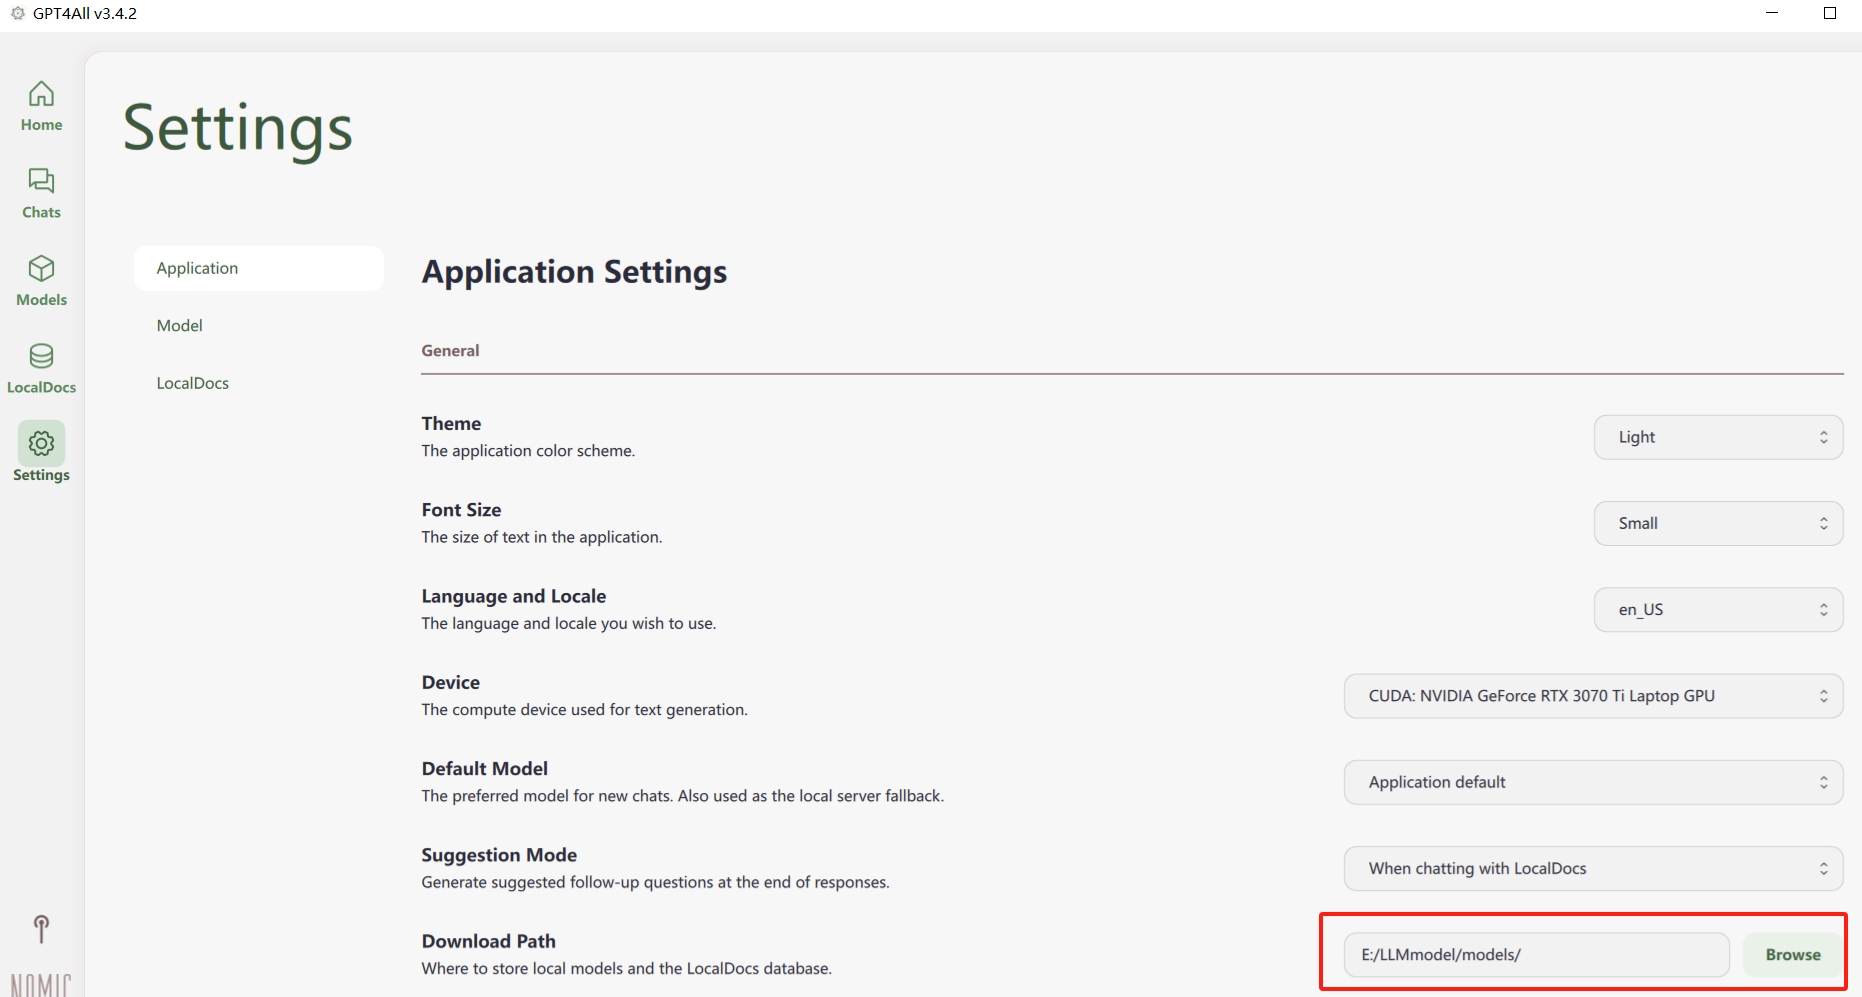 GPT4All v3.4.2
Home
Chats
Models
LocalDocs
Settings
NOMIC
Settings
Application
Model
LocalDocs
Application Settings
General
Theme
The application color scheme.
Light
Font Size
The size of text in the application.
Small
Language and Locale
The language and locale you wish to use.
en_US
Device
The compute device used for text generation.
CUDA: NVIDIA GeForce RTX 3070 Ti Laptop GPU
Default Model
The preferred model for new chats. Also used as the local server fallback.
Application default
Suggestion Mode
Generate suggested follow-up questions at the end of responses.
When chatting with LocalDocs
Download Path
Where to store local models and the LocalDocs database.
E:/LLMmodel/models/
Browse